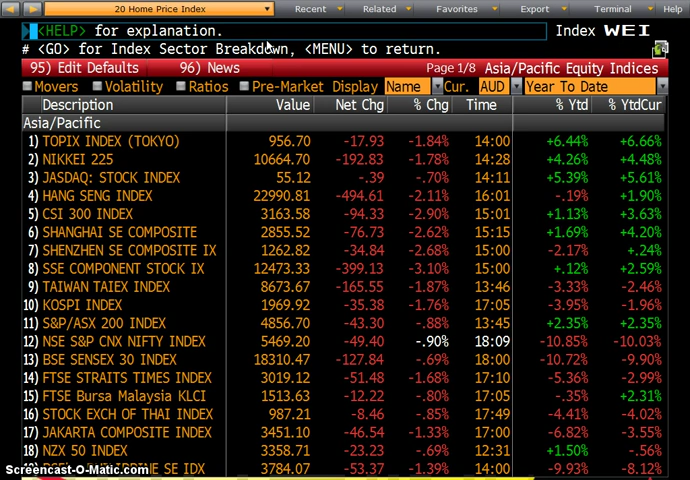 20 Home Price Index Recent Related Favorites Export Terminal Help
<HELP> for explanation. Index WEI
# <GO> for Index Sector Breakdown, <MENU> to return.
95) Edit Defaults 96) News Page 1/8 Asia/Pacific Equity Indices
Movers Volatility Ratios Pre-Market Display Name Cur. AUD Year To Date
Description Value Net Chg % Chg Time % Ytd % YtdCur
Asia/Pacific
1) TOPIX INDEX (TOKYO) 956.70 -17.93 -1.84% 14:00 +6.44% +6.66%
2) NIKKEI 225 10664.70 -192.83 -1.78% 14:28 +4.26% +4.48%
3) JASDAQ: STOCK INDEX 55.12 -.39 -.70% 14:11 +5.39% +5.61%
4) HANG SENG INDEX 22990.81 -494.61 -2.11% 16:01 -.19% +1.90%
5) CSI 300 INDEX 3163.58 -94.33 -2.90% 15:01 +1.13% +3.63%
6) SHANGHAI SE COMPOSITE 2855.52 -76.73 -2.62% 15:15 +1.69% +4.20%
7) SHENZHEN SE COMPOSITE IX 1262.82 -34.84 -2.68% 15:00 -2.17% +.24%
8) SSE COMPONENT STOCK IX 12473.33 -399.13 -3.10% 15:00 +.12% +2.59%
9) TAIWAN TAIEX INDEX 8673.67 -165.55 -1.87% 13:46 -3.33% -2.46%
10) KOSPI INDEX 1969.92 -35.38 -1.76% 17:05 -3.95% -1.96%
11) S&P/ASX 200 INDEX 4856.70 -43.30 -.88% 13:45 +2.35% +2.35%
12) NSE S&P CNX NIFTY INDEX 5469.20 -49.40 -.90% 18:09 -10.85% -10.03%
13) BSE SENSEX 30 INDEX 18310.47 -127.84 -.69% 18:00 -10.72% -9.90%
14) FTSE STRAITS TIMES INDEX 3019.12 -51.48 -1.68% 17:10 -5.36% -2.99%
15) FTSE Bursa Malaysia KLCI 1513.63 -12.22 -.80% 17:05 -.35% +2.31%
16) STOCK EXCH OF THAI INDEX 987.21 -8.46 -.85% 17:49 -4.41% -4.02%
17) JAKARTA COMPOSITE INDEX 3451.10 -46.54 -1.33% 17:00 -6.82% -3.55%
18) NZX 50 INDEX 3358.71 -23.23 -.69% 12:31 +1.50% -.56%
SE IDX 3784.07 -53.37 -1.39% 14:00 -9.93% -8.12%
Screencast-O-Matic.com